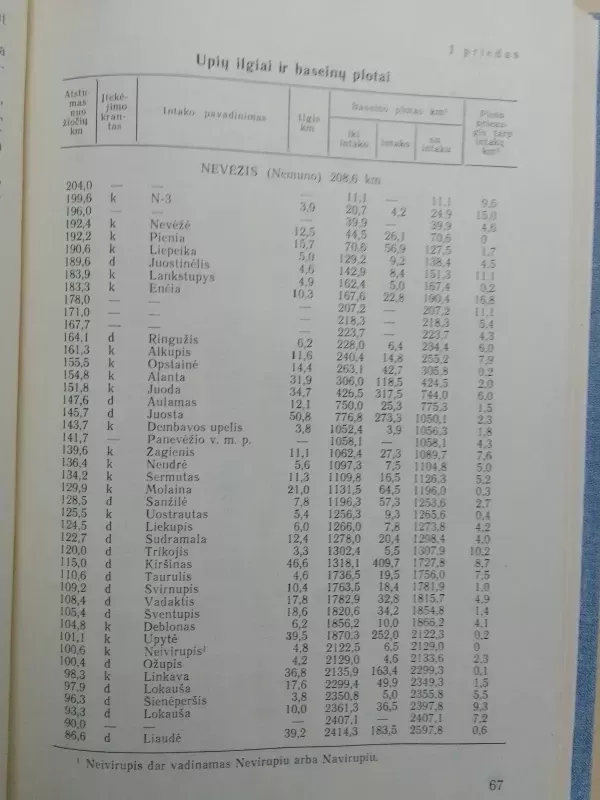 1 priedas
Upių ilgiai ir baseinų plotai
Atstumas nuo žiočių km | Įtekėjimo krantas | Intako pavadinimas | Ilgis km | Baseino plotas km² | iki intako | intako | su intaku | Ploto prieaugis tarp intakų km²
NEVĖŽIS (Nemuno) 208,6 km
204,0 — — — 11,1 — 11,1 9,6
199,6 k N-3 3,9 20,7 4,2 24,9 15,0
196,0 — — — 39,9 — 39,9 4,6
192,4 k Nevėžė 12,5 44,5 26,1 70,6 0
192,2 k Pienia 15,7 70,6 56,9 127,5 1,7
190,6 k Liepeika 5,0 129,2 9,2 138,4 4,5
189,6 d Juostinėlis 4,6 142,9 8,4 151,3 11,1
183,9 k Lankstupys 4,9 162,4 5,0 167,4 0,2
183,3 k Enčia 10,3 167,6 22,8 190,4 16,8
178,0 — — — 207,2 — 207,2 11,1
171,0 — — — 218,3 — 218,3 5,4
167,7 — — — 223,7 — 223,7 4,3
164,1 d Ringužis 6,2 228,0 6,4 234,4 6,0
161,3 k Alkupis 11,6 240,4 14,8 255,2 7,9
155,5 k Opstainė 14,4 263,1 42,7 305,8 0,2
154,8 k Alanta 31,9 306,0 118,5 424,5 2,0
151,8 k Juoda 34,7 426,5 317,5 744,0 6,0
147,6 d Aulamas 12,1 750,0 25,3 775,3 1,5
145,7 d Juosta 50,8 776,8 273,3 1050,1 2,3
143,7 k Dembavos upelis 3,8 1052,4 3,9 1056,3 1,8
141,7 — Panevėžio v. m. p. — 1058,1 — 1058,1 4,3
139,6 k Žagienis 11,1 1062,4 27,3 1089,7 7,6
136,4 k Nendrė 5,6 1097,3 7,5 1104,8 5,0
134,2 k Šermutas 11,3 1109,8 16,5 1126,3 5,2
129,9 k Molaina 21,0 1131,5 64,5 1196,0 0,3
128,5 d Sanžilė 7,8 1196,3 57,3 1253,6 2,7
125,5 k Uostrautas 5,4 1256,3 9,3 1265,6 0,4
124,5 d Liekupis 6,0 1266,0 7,8 1273,8 4,2
122,7 d Sudramala 12,4 1278,0 20,4 1298,4 4,0
120,0 d Trikojis 3,3 1302,4 5,5 1307,9 10,2
115,0 d Kiršinas 46,6 1318,1 409,7 1727,8 8,7
110,6 d Taurulis 4,6 1736,5 19,5 1756,0 7,5
109,2 d Svirnupis 10,4 1763,5 18,4 1781,9 1,0
108,4 d Vadaktis 17,8 1782,9 32,8 1815,7 4,9
105,4 d Šventupis 18,6 1820,6 34,2 1854,8 1,4
104,8 k Deblonas 6,2 1856,2 10,0 1866,2 4,1
101,1 k Upytė 39,5 1870,3 252,0 2122,3 0,2
100,6 k Neivirupis¹ 4,8 2122,5 6,5 2129,0 0
100,4 d Ožupis 4,2 2129,0 4,6 2133,6 2,3
98,3 k Linkava 36,8 2135,9 163,4 2299,3 0,1
97,9 d Lokauša 17,6 2299,4 49,9 2349,3 1,5
96,3 d Šienėperšis 3,8 2350,8 5,0 2355,8 5,5
93,3 d Lokauša 10,0 2361,3 36,5 2397,8 9,3
90,0 — — — 2407,1 — 2407,1 7,2
86,6 d Liaudė 39,2 2414,3 183,5 2597,8 0,6
¹ Neivirupis dar vadinamas Nevirupiu arba Navirupiu.
67